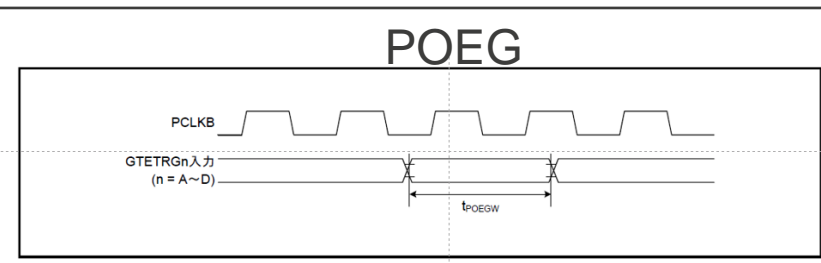 POEG
PCLKB
GTETRGn入力
(n = A～D)
tPOEGW